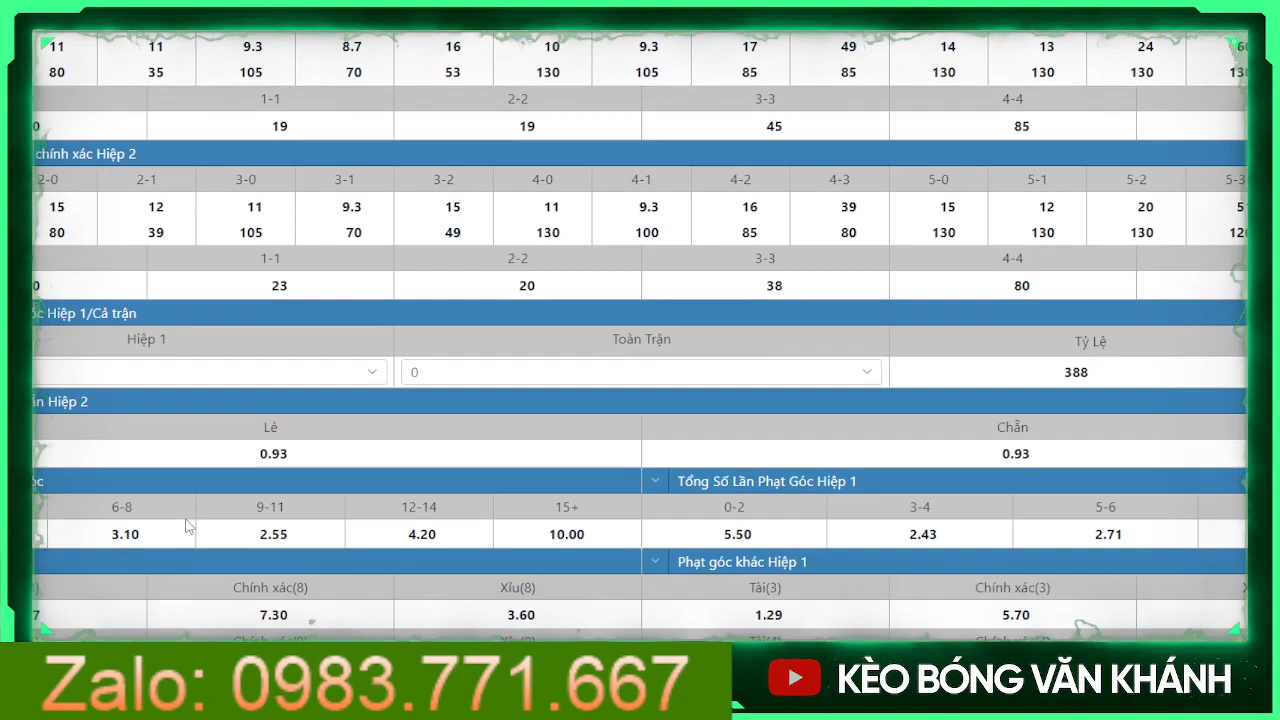 11 11 9.3 8.7 16 10 9.3 17 49 14 13 24
80 35 105 70 53 130 105 85 85 130 130 130
1-1 2-2 3-3 4-4
19 19 45 85
chính xác Hiệp 2
2-0 2-1 3-0 3-1 3-2 4-0 4-1 4-2 4-3 5-0 5-1 5-2 5-3
15 12 11 9.3 15 11 9.3 16 39 15 12 20
80 39 105 70 49 130 100 85 80 130 130 130
1-1 2-2 3-3 4-4
23 20 38 80
Hiệp 1/Cả trận
Hiệp 1 Toàn Trận Tỷ Lệ
0 388
Hiệp 2
Lẻ Chẵn
0.93 0.93
Tổng Số Lần Phạt Góc Hiệp 1
6-8 9-11 12-14 15+ 0-2 3-4 5-6
3.10 2.55 4.20 10.00 5.50 2.43 2.71
Phạt góc khác Hiệp 1
Chính xác(8) Xỉu(8) Tài(3) Chính xác(3)
7.30 3.60 1.29 5.70
Zalo: 0983.771.667
KÈO BÓNG VĂN KHÁNH